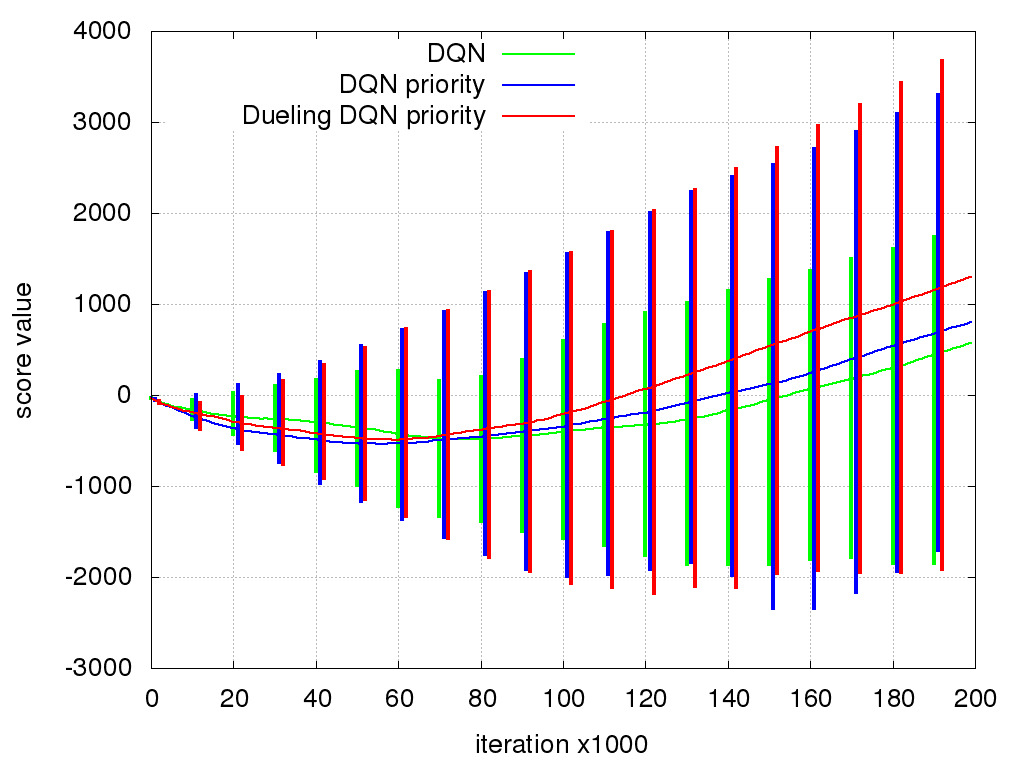 4000
3000
2000
1000
0
-1000
-2000
-3000
0 20 40 60 80 100 120 140 160 180 200
score value
iteration x1000
DQN
DQN priority
Dueling DQN priority